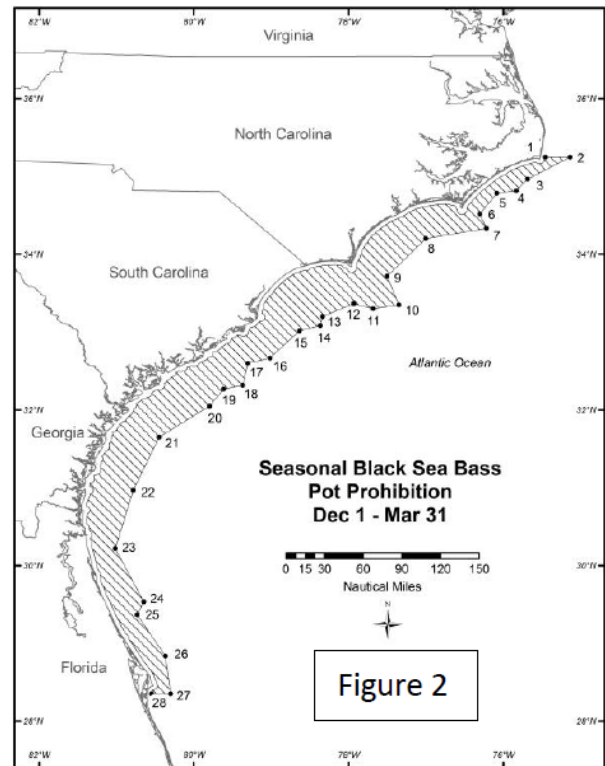 82°W 80°W 78°W 76°W
Virginia
36°N 36°N
North Carolina
1 2
3
4
5
6
7
8
34°N 34°N
South Carolina
9
10
11
12
13
14
15
16
17
18
19
20
Atlantic Ocean
32°N 32°N
Georgia
21
22
23
Seasonal Black Sea Bass
Pot Prohibition
Dec 1 - Mar 31
0 15 30 60 90 120 150
Nautical Miles
N
30°N 30°N
24
25
26
Florida
27
28
Figure 2
28°N 28°N
82°W 80°W 78°W 76°W